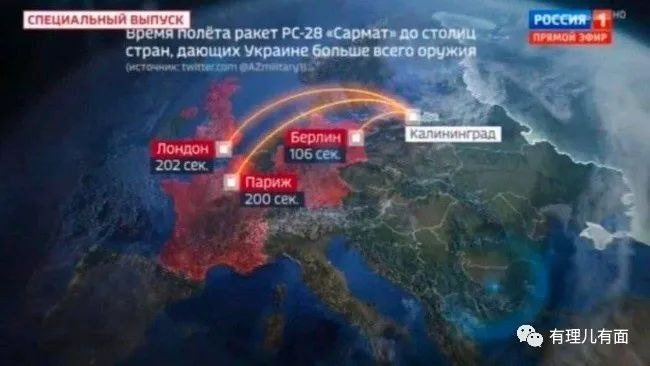 СПЕЦИАЛЬНЫЙ ВЫПУСК
РОССИЯ 1
ПРЯМОЙ ЭФИР
Время полёта ракет РС-28 «Сармат» до столиц
стран, дающих Украине больше всего оружия
(источник: twitter.com @A2military1)
Лондон
202 сек.
Берлин
106 сек.
Калининград
Париж
200 сек.
有理儿有面